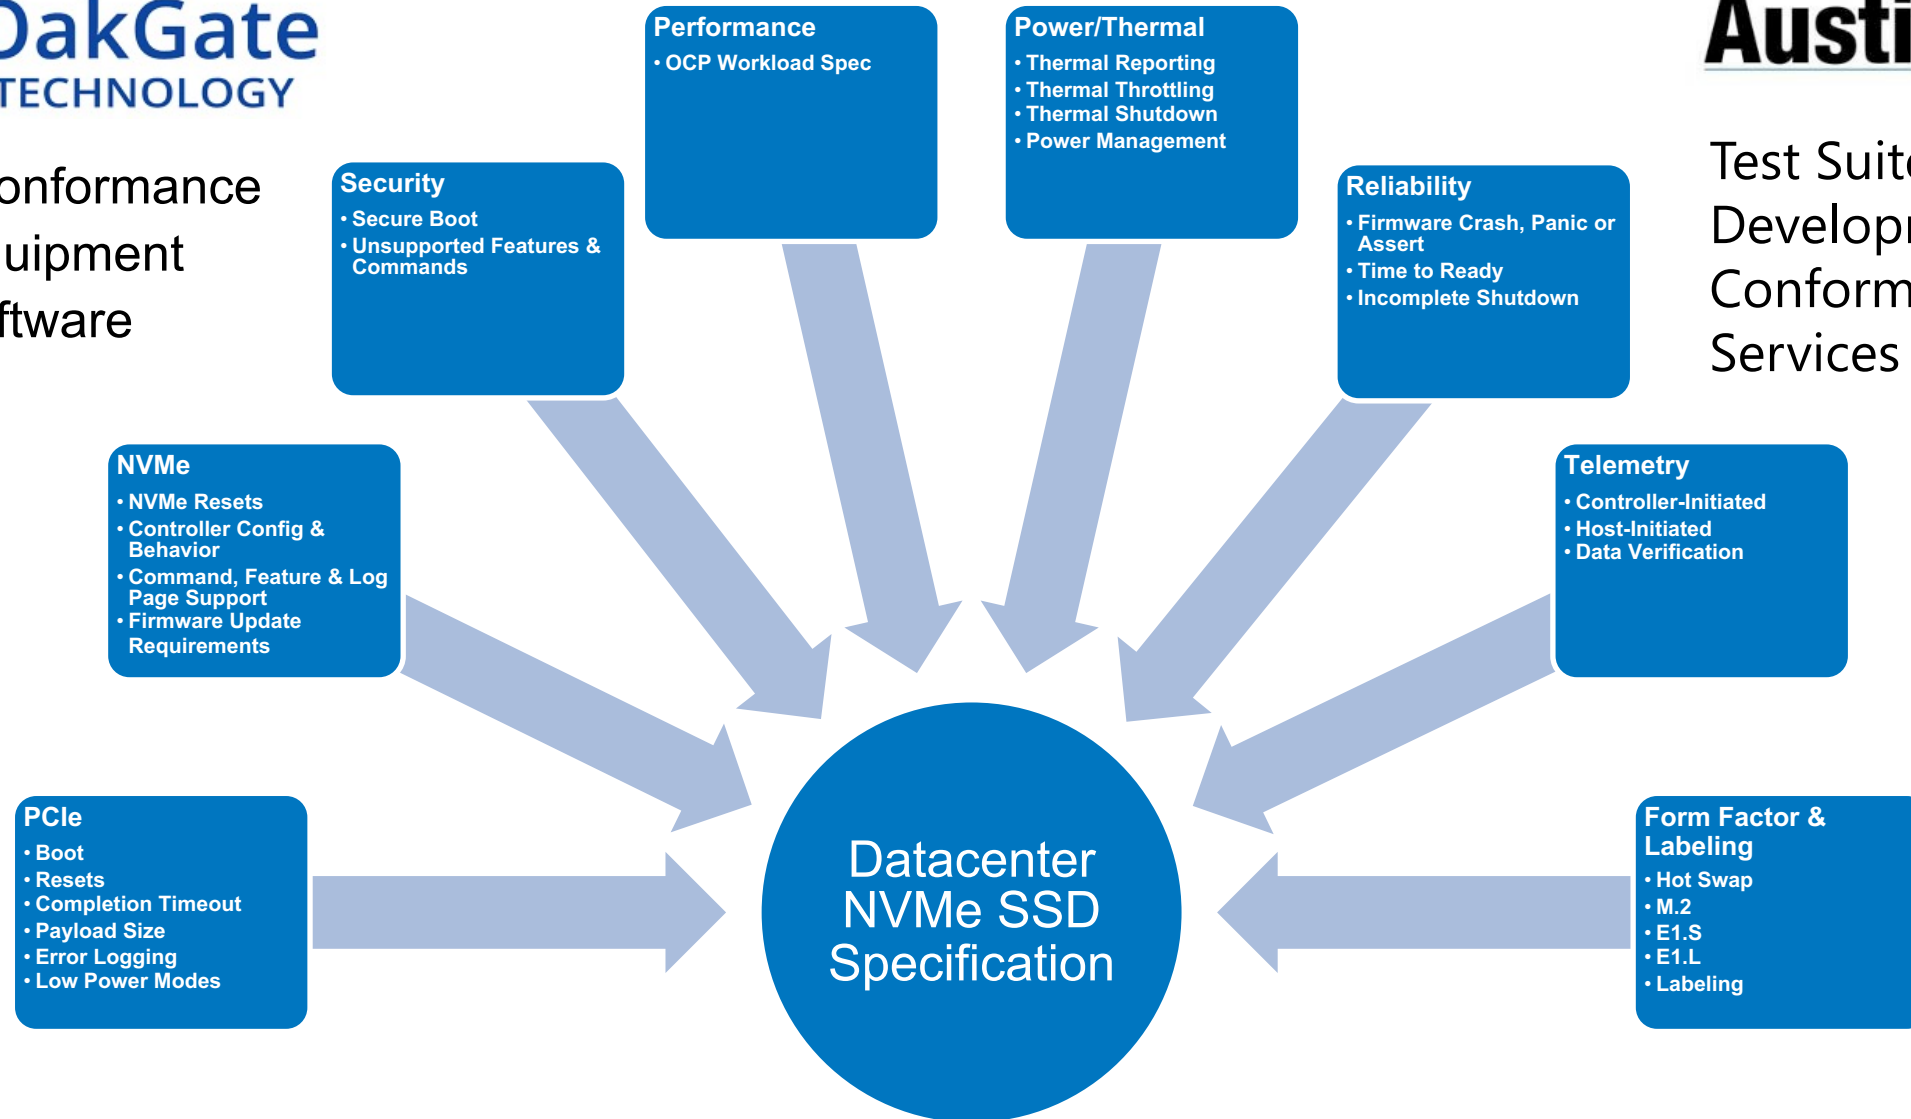 OakGate
TECHNOLOGY
onformance
uipment
ftware
Performance
• OCP Workload Spec
Power/Thermal
• Thermal Reporting
• Thermal Throttling
• Thermal Shutdown
• Power Management
Austi
Test Suite
Developm
Conform
Services
Security
• Secure Boot
• Unsupported Features &
Commands
Reliability
• Firmware Crash, Panic or
Assert
• Time to Ready
• Incomplete Shutdown
NVMe
• NVMe Resets
• Controller Config &
Behavior
• Command, Feature & Log
Page Support
• Firmware Update
Requirements
Telemetry
• Controller-Initiated
• Host-Initiated
• Data Verification
PCIe
• Boot
• Resets
• Completion Timeout
• Payload Size
• Error Logging
• Low Power Modes
Datacenter
NVMe SSD
Specification
Form Factor &
Labeling
• Hot Swap
• M.2
• E1.S
• E1.L
• Labeling